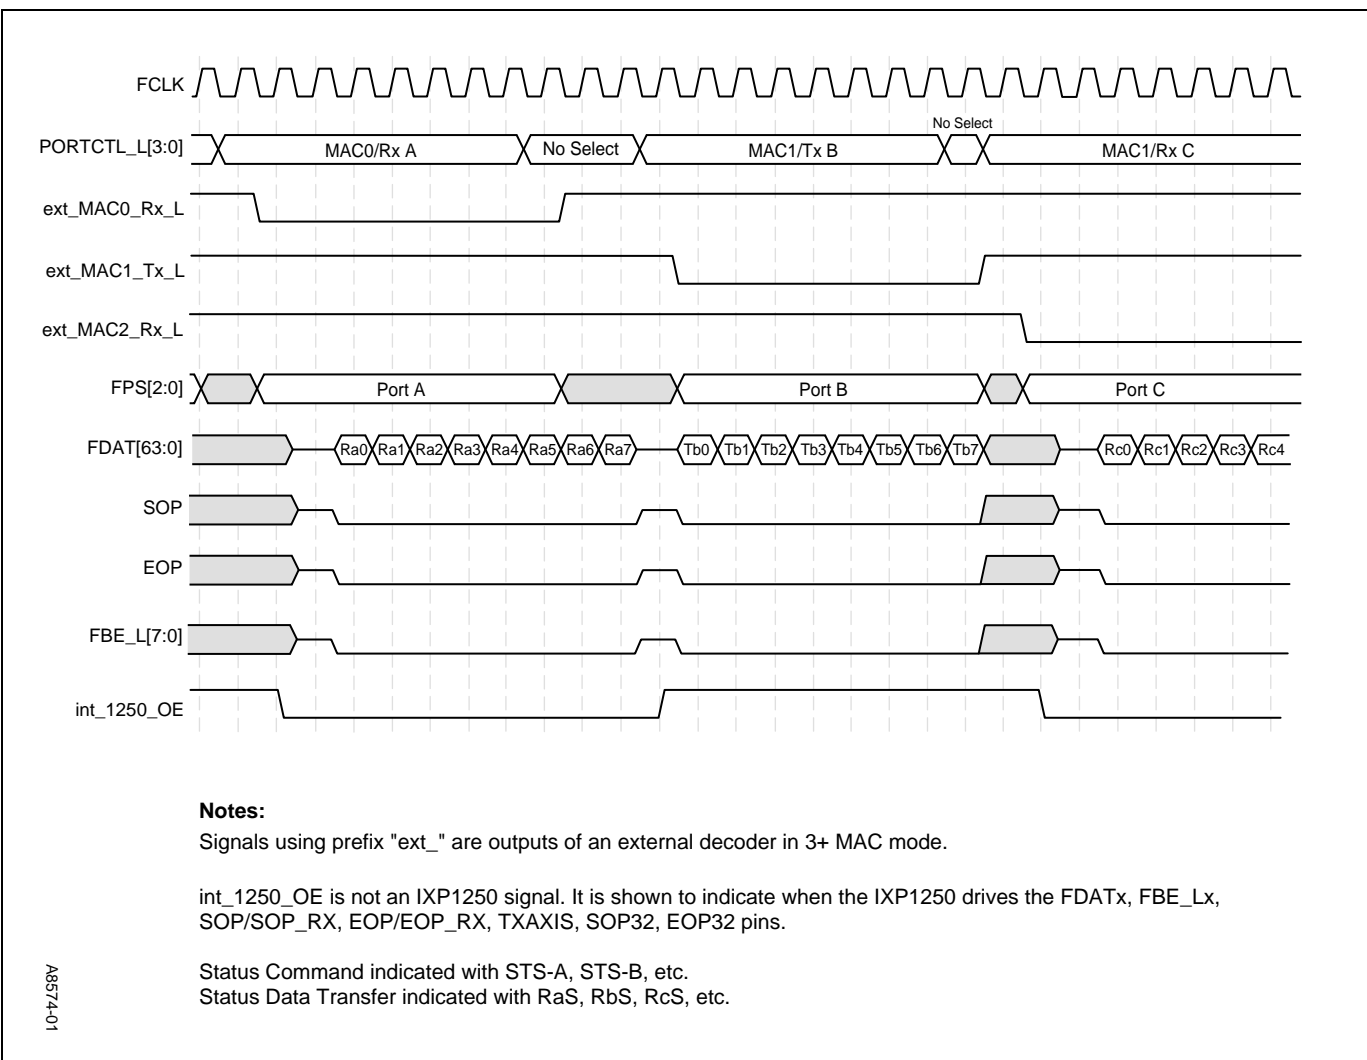 FCLK
No Select
PORTCTL_L[3:0] MAC0/Rx A No Select MAC1/Tx B MAC1/Rx C
ext_MAC0_Rx_L
ext_MAC1_Tx_L
ext_MAC2_Rx_L
FPS[2:0] Port A Port B Port C
FDAT[63:0] Ra0 Ra1 Ra2 Ra3 Ra4 Ra5 Ra6 Ra7 Tb0 Tb1 Tb2 Tb3 Tb4 Tb5 Tb6 Tb7 Rc0 Rc1 Rc2 Rc3 Rc4
SOP
EOP
FBE_L[7:0]
int_1250_OE
Notes:
Signals using prefix "ext_" are outputs of an external decoder in 3+ MAC mode.
int_1250_OE is not an IXP1250 signal. It is shown to indicate when the IXP1250 drives the FDATx, FBE_Lx,
SOP/SOP_RX, EOP/EOP_RX, TXAXIS, SOP32, EOP32 pins.
Status Command indicated with STS-A, STS-B, etc.
Status Data Transfer indicated with RaS, RbS, RcS, etc.
A8574-01